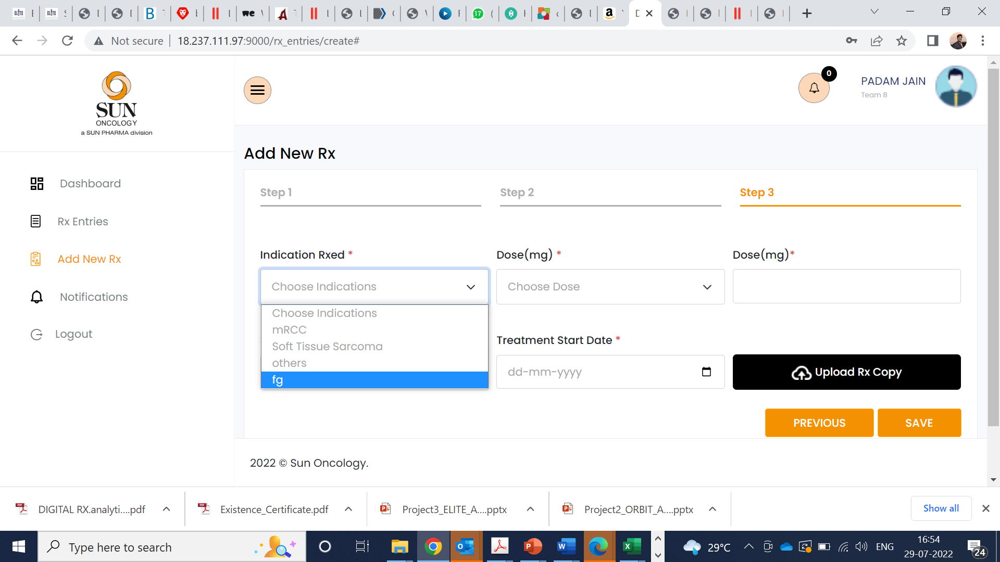 Not secure
18.237.111.97:9000/rx_entries/create#
SUN
ONCOLOGY
a SUN PHARMA division
0
PADAM JAIN
Team B
Dashboard
Rx Entries
Add New Rx
Notifications
Logout
Add New Rx
Step 1
Step 2
Step 3
Indication Rxed *
Dose(mg) *
Dose(mg)*
Choose Indications
Choose Dose
Choose Indications
mRCC
Soft Tissue Sarcoma
others
fg
Treatment Start Date *
dd-mm-yyyy
Upload Rx Copy
PREVIOUS
SAVE
2022 © Sun Oncology.
DIGITAL RX.analyti....pdf
Existence_Certificate.pdf
Project3_ELITE_A....pptx
Project2_ORBIT_A....pptx
Show all
Type here to search
29°C
ENG
16:54
29-07-2022
24